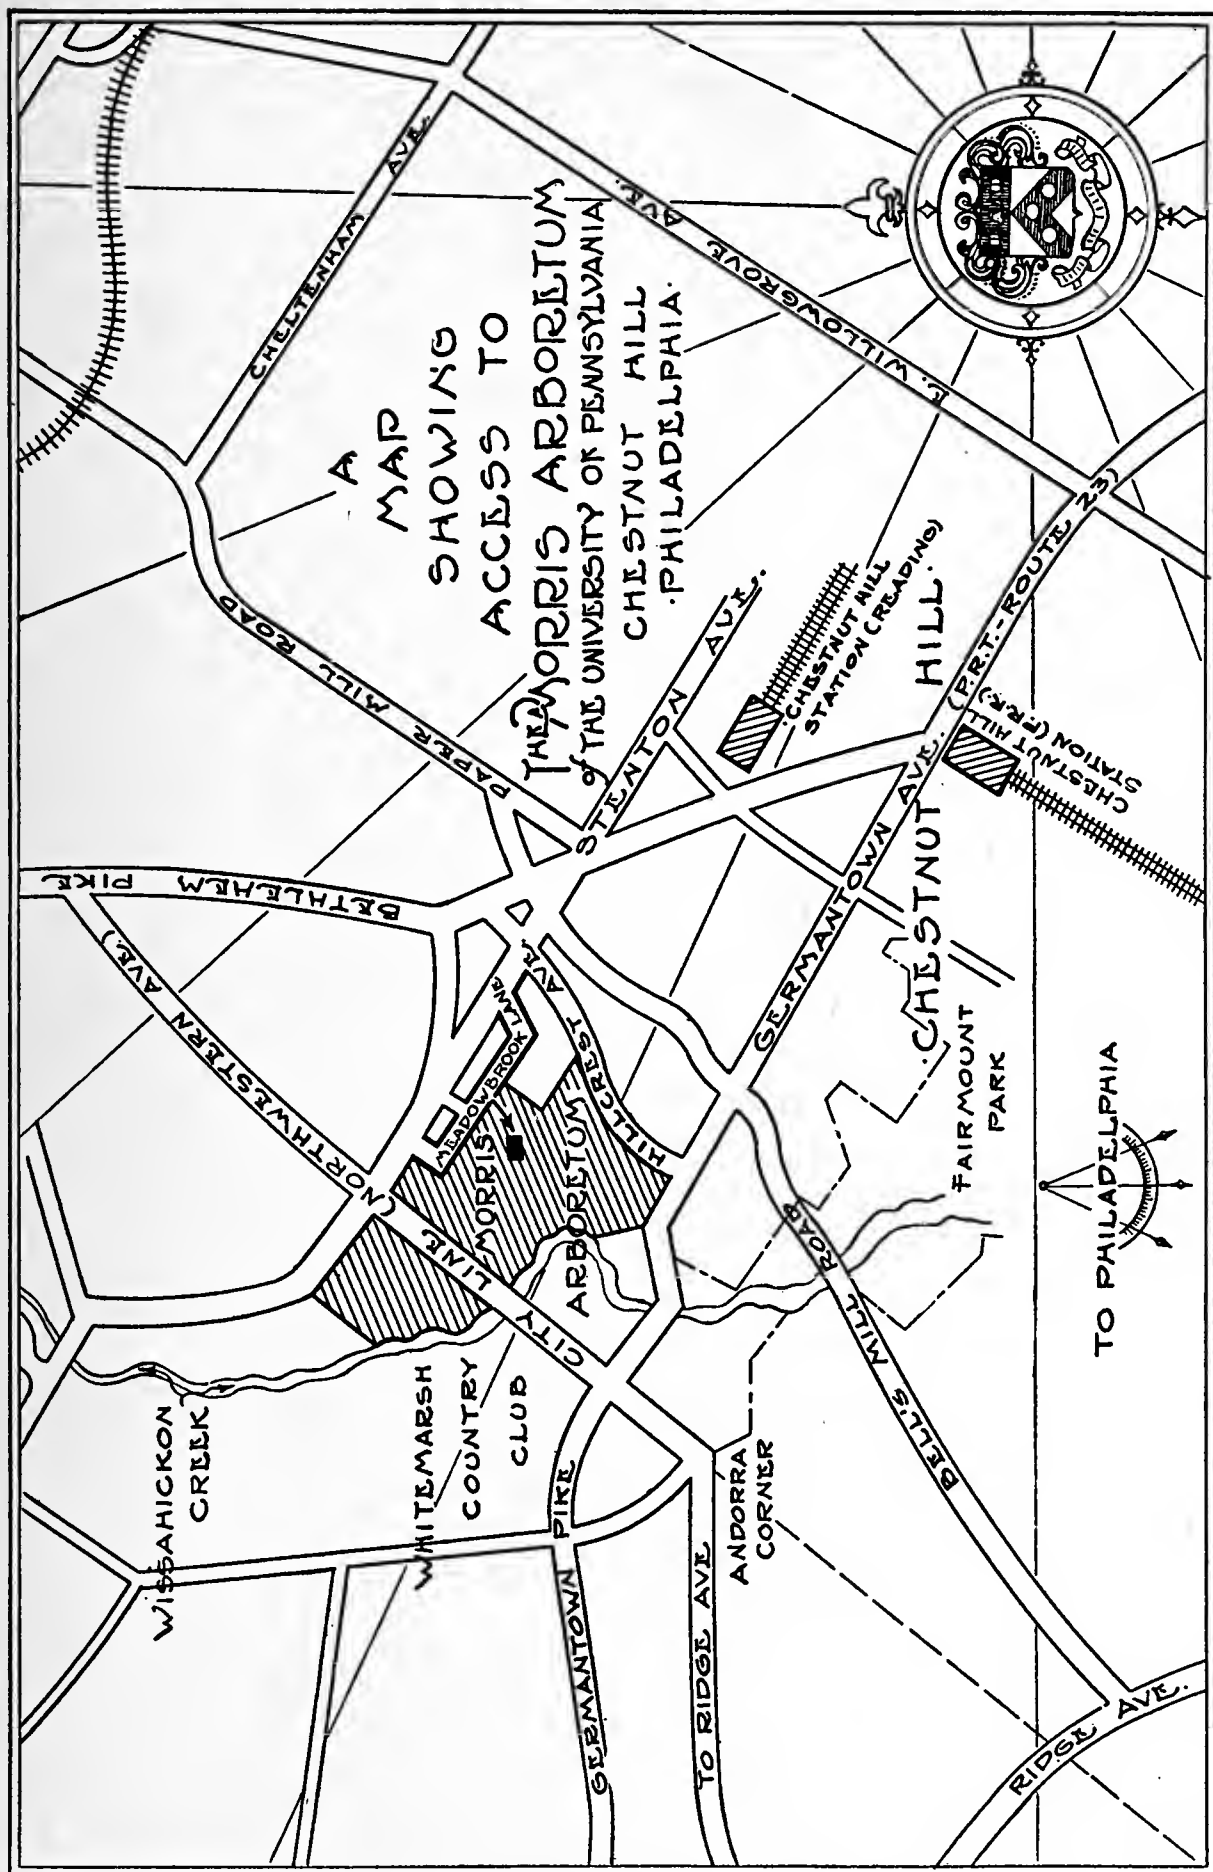 A
MAP
SHOWING
ACCESS TO
THE MORRIS ARBORETUM
of THE UNIVERSITY OF PENNSYLVANIA
CHESTNUT HILL
·PHILADELPHIA·
CHELTENHAM AVE.
E. WILLOWGROVE AVE.
PAPER MILL ROAD
BETHLEHEM PIKE
(NORTHWESTERN AVE.)
CITY LINE
STENTON AVE.
·CHESTNUT HILL
STATION (READING)
MEADOWBROOK LANE
HILLCREST AVE
MORRIS
ARBORETUM
WISSAHICKON
CREEK
WHITEMARSH
COUNTRY
CLUB
GERMANTOWN PIKE
GERMANTOWN AVE. (P.R.T.-ROUTE 23)
·CHESTNUT HILL·
CHESTNUT HILL
STATION (P.R.R.)
FAIRMOUNT
PARK
ANDORRA
CORNER
TO RIDGE AVE
BELL'S MILL ROAD
RIDGE AVE.
TO PHILADELPHIA